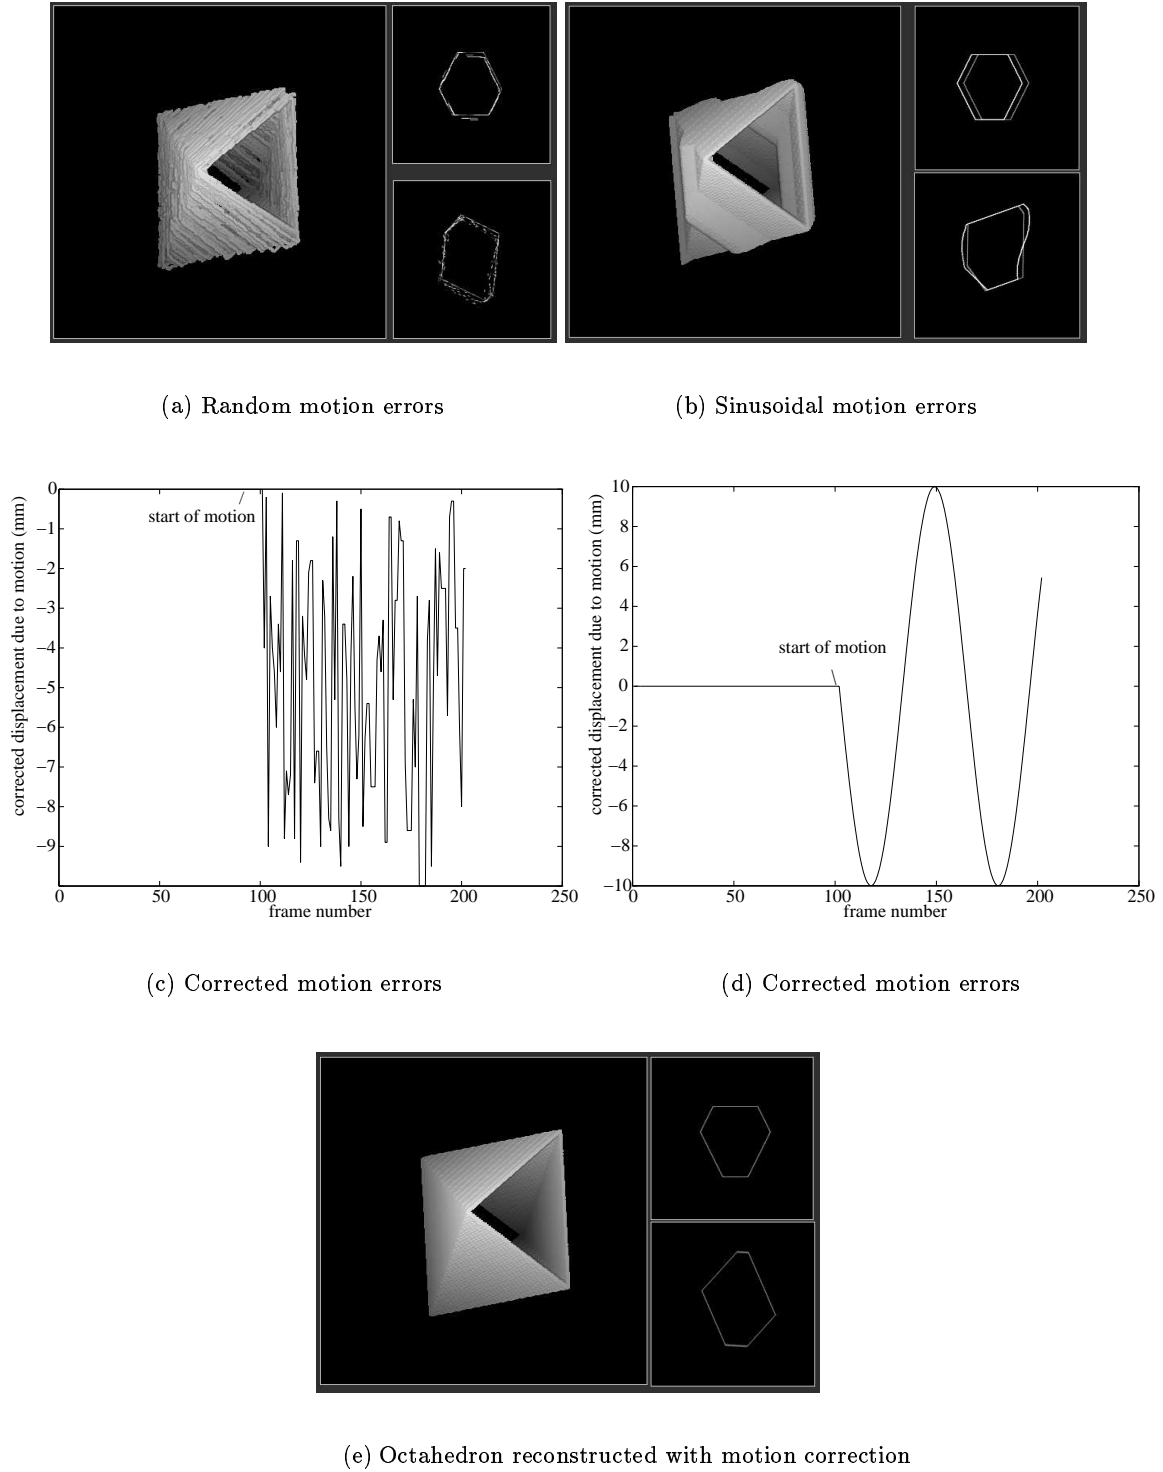 (a) Random motion errors
(b) Sinusoidal motion errors
corrected displacement due to motion (mm)
0
−1
−2
−3
−4
−5
−6
−7
−8
−9
start of motion
0 50 100 150 200 250
frame number
corrected displacement due to motion (mm)
10
8
6
4
2
0
−2
−4
−6
−8
−10
start of motion
0 50 100 150 200 250
frame number
(c) Corrected motion errors
(d) Corrected motion errors
(e) Octahedron reconstructed with motion correction